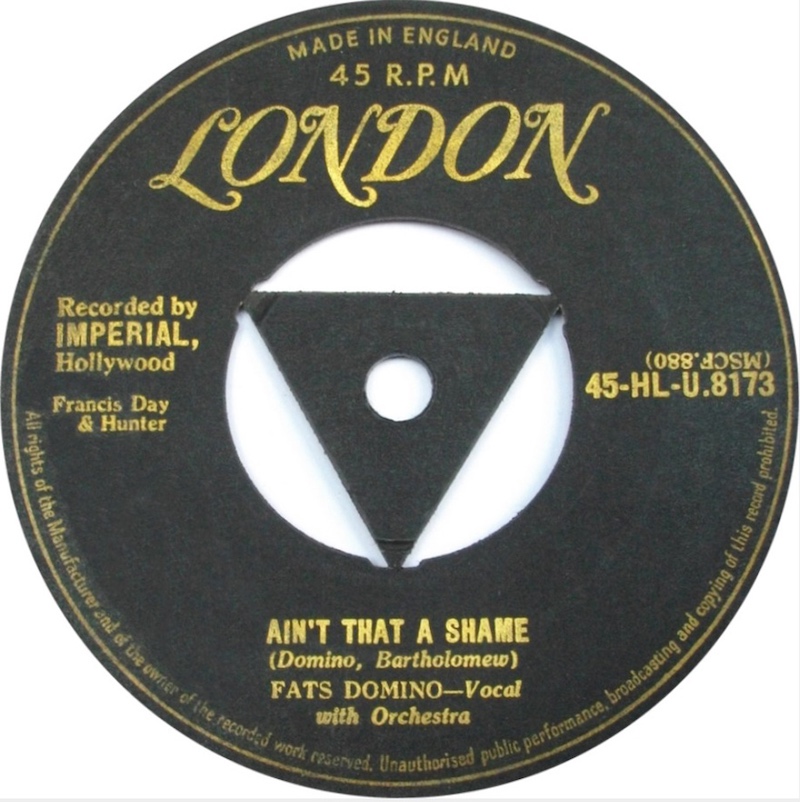 MADE IN ENGLAND
45 R.P.M
LONDON
Recorded by
IMPERIAL,
Hollywood
Francis Day
& Hunter
(MSCF.880)
45-HL-U.8173
AIN'T THAT A SHAME
(Domino, Bartholomew)
FATS DOMINO—Vocal
with Orchestra
All rights of the Manufacturer and of the owner of the recorded work reserved. Unauthorised public performance, broadcasting and copying of this record prohibited.